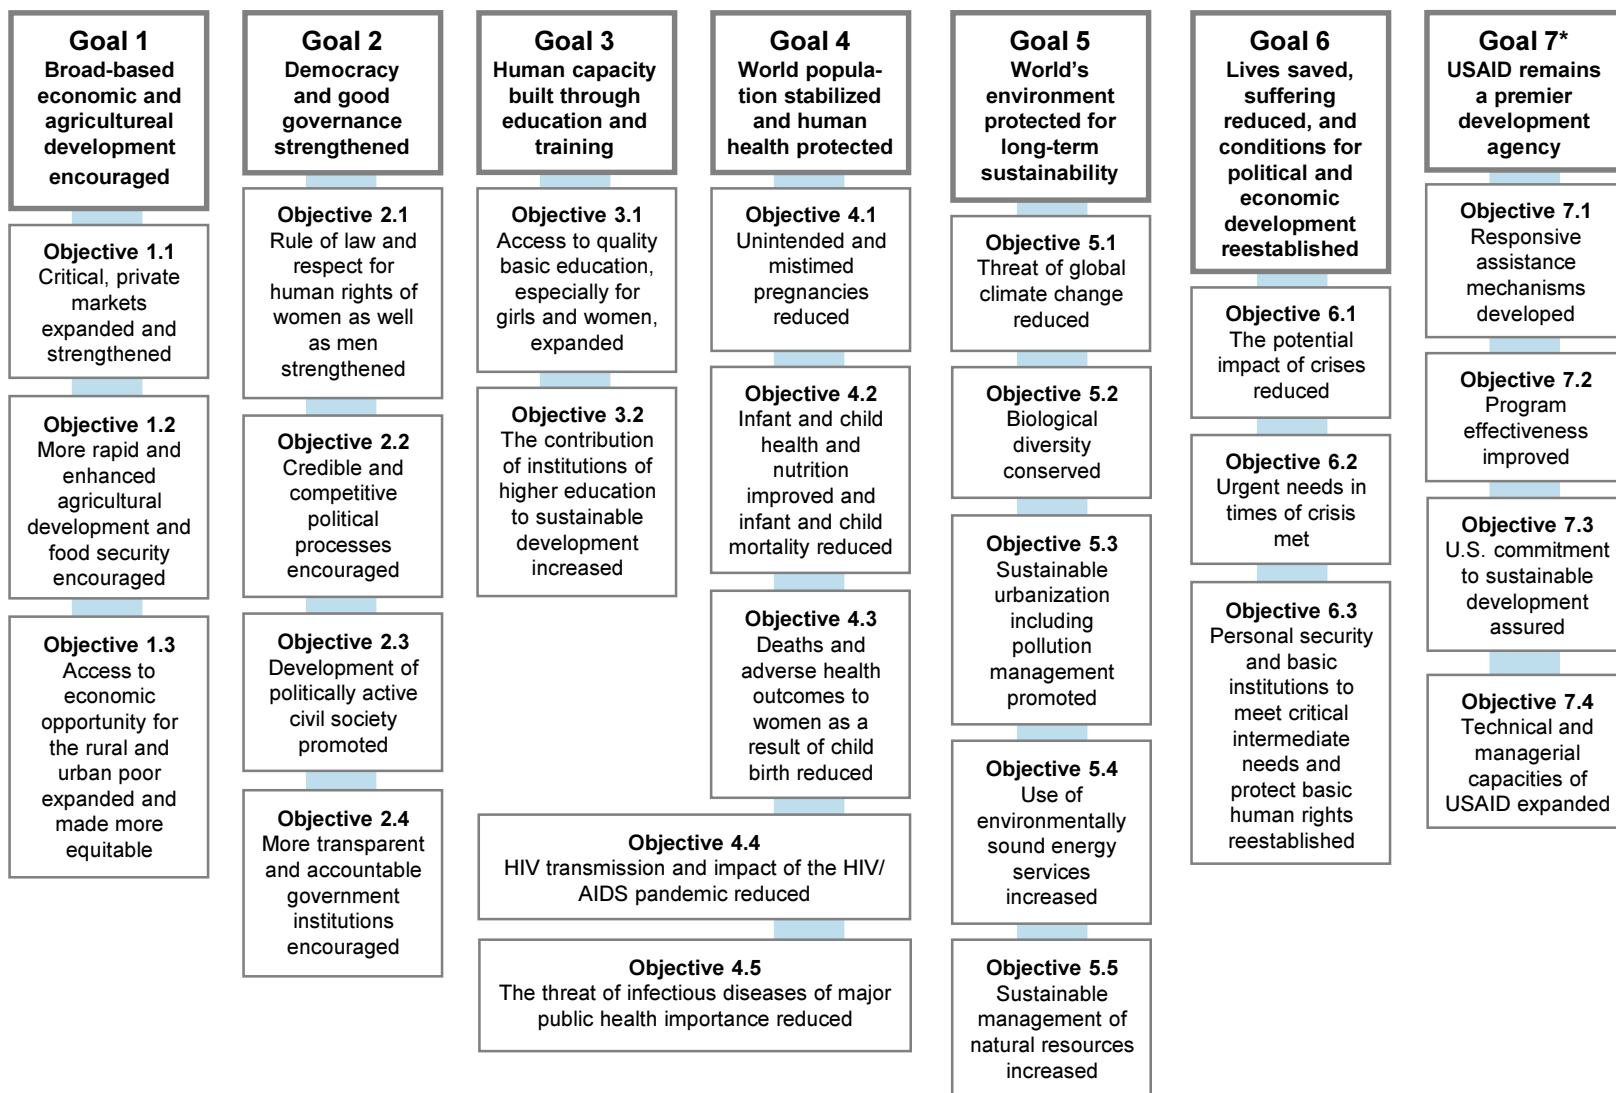 Goal 1
Broad-based
economic and
agricultureal
development
encouraged
Objective 1.1
Critical, private
markets
expanded and
strengthened
Objective 1.2
More rapid and
enhanced
agricultural
development and
food security
encouraged
Objective 1.3
Access to
economic
opportunity for
the rural and
urban poor
expanded and
made more
equitable
Goal 2
Democracy
and good
governance
strengthened
Objective 2.1
Rule of law and
respect for
human rights of
women as well
as men
strengthened
Objective 2.2
Credible and
competitive
political
processes
encouraged
Objective 2.3
Development of
politically active
civil society
promoted
Objective 2.4
More transparent
and accountable
government
institutions
encouraged
Goal 3
Human capacity
built through
education and
training
Objective 3.1
Access to quality
basic education,
especially for
girls and women,
expanded
Objective 3.2
The contribution
of institutions of
higher education
to sustainable
development
increased
Goal 4
World popula-
tion stabilized
and human
health protected
Objective 4.1
Unintended and
mistimed
pregnancies
reduced
Objective 4.2
Infant and child
health and
nutrition
improved and
infant and child
mortality reduced
Objective 4.3
Deaths and
adverse health
outcomes to
women as a
result of child
birth reduced
Objective 4.4
HIV transmission and impact of the HIV/
AIDS pandemic reduced
Objective 4.5
The threat of infectious diseases of major
public health importance reduced
Goal 5
World's
environment
protected for
long-term
sustainability
Objective 5.1
Threat of global
climate change
reduced
Objective 5.2
Biological
diversity
conserved
Objective 5.3
Sustainable
urbanization
including
pollution
management
promoted
Objective 5.4
Use of
environmentally
sound energy
services
increased
Objective 5.5
Sustainable
management of
natural resources
increased
Goal 6
Lives saved,
suffering
reduced, and
conditions for
political and
economic
development
reestablished
Objective 6.1
The potential
impact of crises
reduced
Objective 6.2
Urgent needs in
times of crisis
met
Objective 6.3
Personal security
and basic
institutions to
meet critical
intermediate
needs and
protect basic
human rights
reestablished
Goal 7*
USAID remains
a premier
development
agency
Objective 7.1
Responsive
assistance
mechanisms
developed
Objective 7.2
Program
effectiveness
improved
Objective 7.3
U.S. commitment
to sustainable
development
assured
Objective 7.4
Technical and
managerial
capacities of
USAID expanded